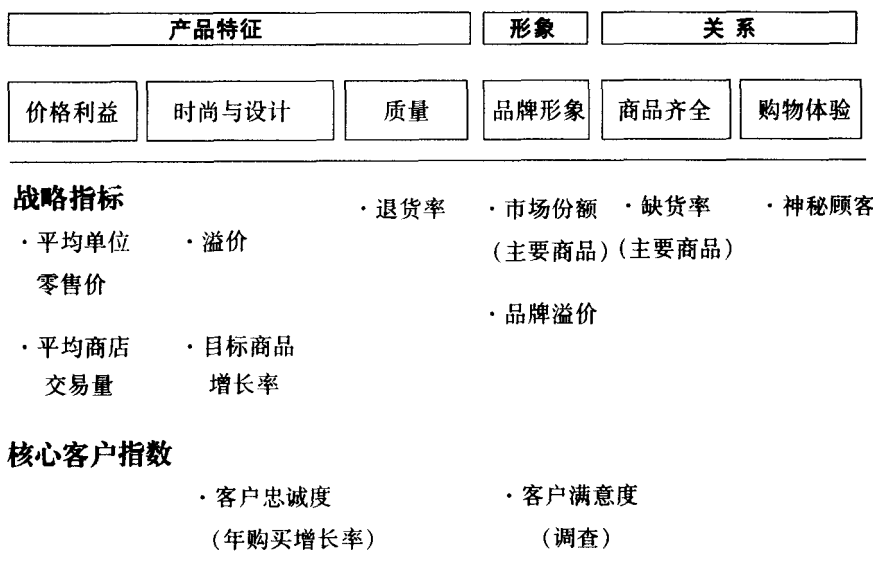 产品特征 形象 关系
价格利益 时尚与设计 质量 品牌形象 商品齐全 购物体验
战略指标
·退货率 ·市场份额 ·缺货率 ·神秘顾客
·平均单位 ·溢价 (主要商品) (主要商品)
零售价
·品牌溢价
·平均商店 ·目标商品
交易量 增长率
核心客户指数
·客户忠诚度 ·客户满意度
(年购买增长率) (调查)